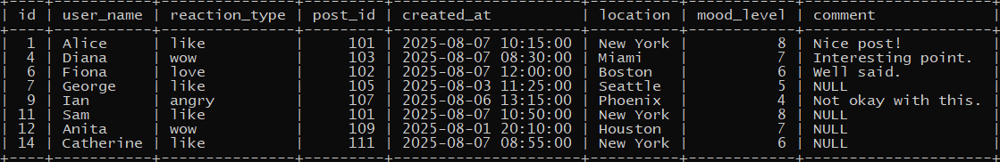 | id | user_name | reaction_type | post_id | created_at | location | mood_level | comment |
| 1 | Alice | like | 101 | 2025-08-07 10:15:00 | New York | 8 | Nice post! |
| 4 | Diana | wow | 103 | 2025-08-07 08:30:00 | Miami | 7 | Interesting point. |
| 6 | Fiona | love | 102 | 2025-08-07 12:00:00 | Boston | 6 | Well said. |
| 7 | George | like | 105 | 2025-08-03 11:25:00 | Seattle | 5 | NULL |
| 9 | Ian | angry | 107 | 2025-08-06 13:15:00 | Phoenix | 4 | Not okay with this. |
| 11 | Sam | like | 101 | 2025-08-07 10:50:00 | New York | 8 | NULL |
| 12 | Anita | wow | 109 | 2025-08-01 20:10:00 | Houston | 7 | NULL |
| 14 | Catherine | like | 111 | 2025-08-07 08:55:00 | New York | 6 | NULL |